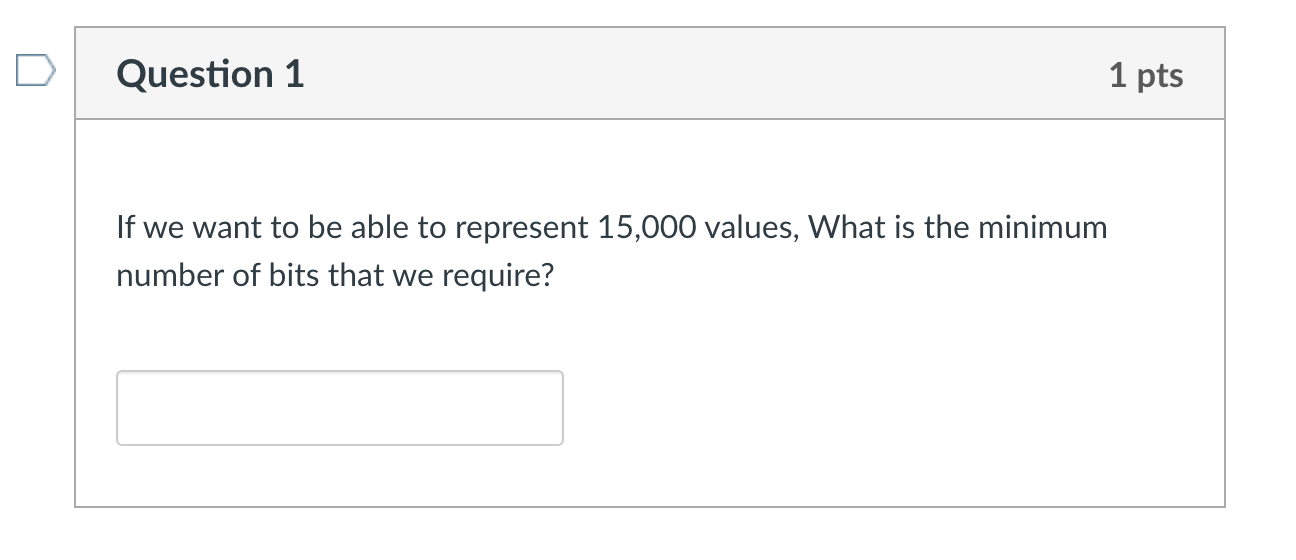 Question 1
1 pts
If we want to be able to represent 15,000 values, What is the minimum
number of bits that we require?